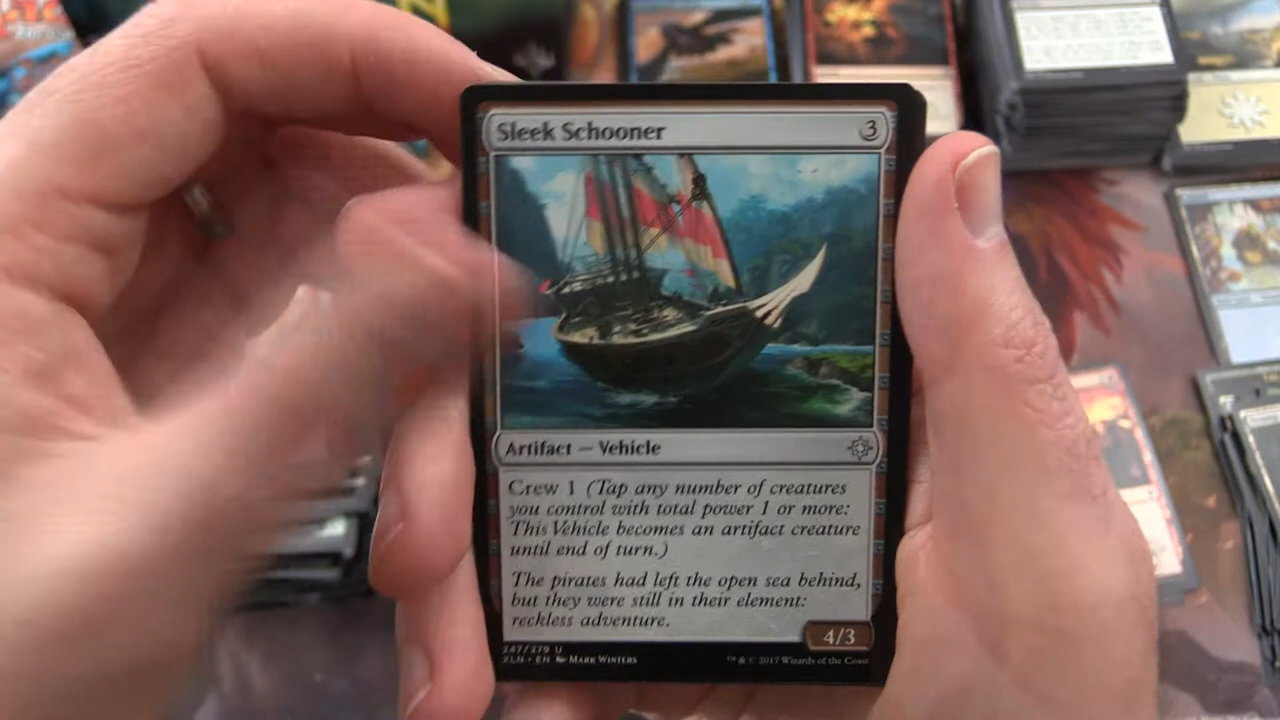 Sleek Schooner 3
Artifact — Vehicle
Crew 1 (Tap any number of creatures
you control with total power 1 or more:
This Vehicle becomes an artifact creature
until end of turn.)
The pirates had left the open sea behind,
but they were still in their element:
reckless adventure.
4/3
247/279 U
XLN • EN Mark Winters
™ & © 2017 Wizards of the Coast